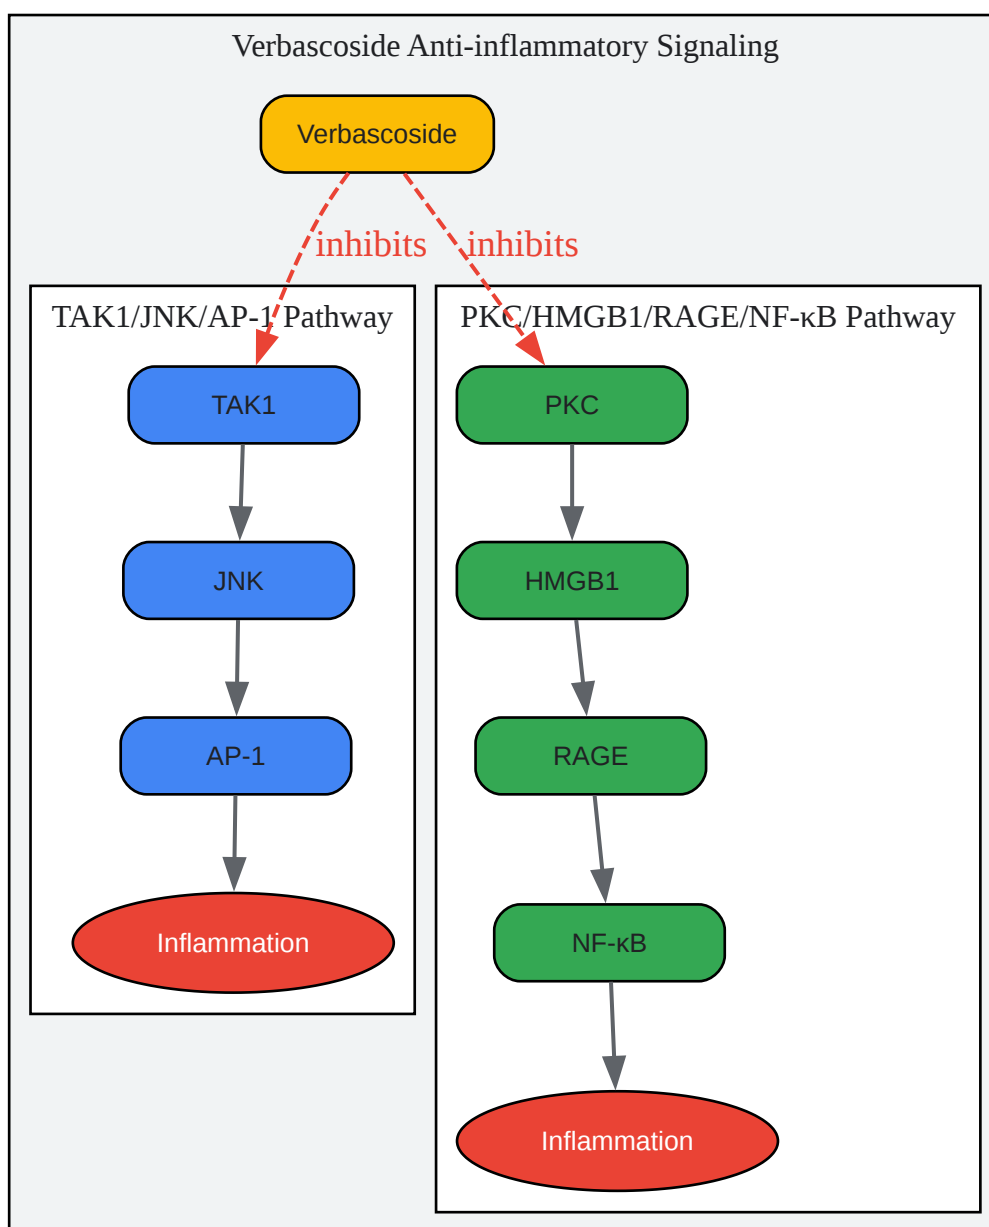 Verbascoside Anti-inflammatory Signaling
Verbascoside
inhibits
inhibits
TAK1/JNK/AP-1 Pathway
TAK1
JNK
AP-1
Inflammation
PKC/HMGB1/RAGE/NF-κB Pathway
PKC
HMGB1
RAGE
NF-κB
Inflammation